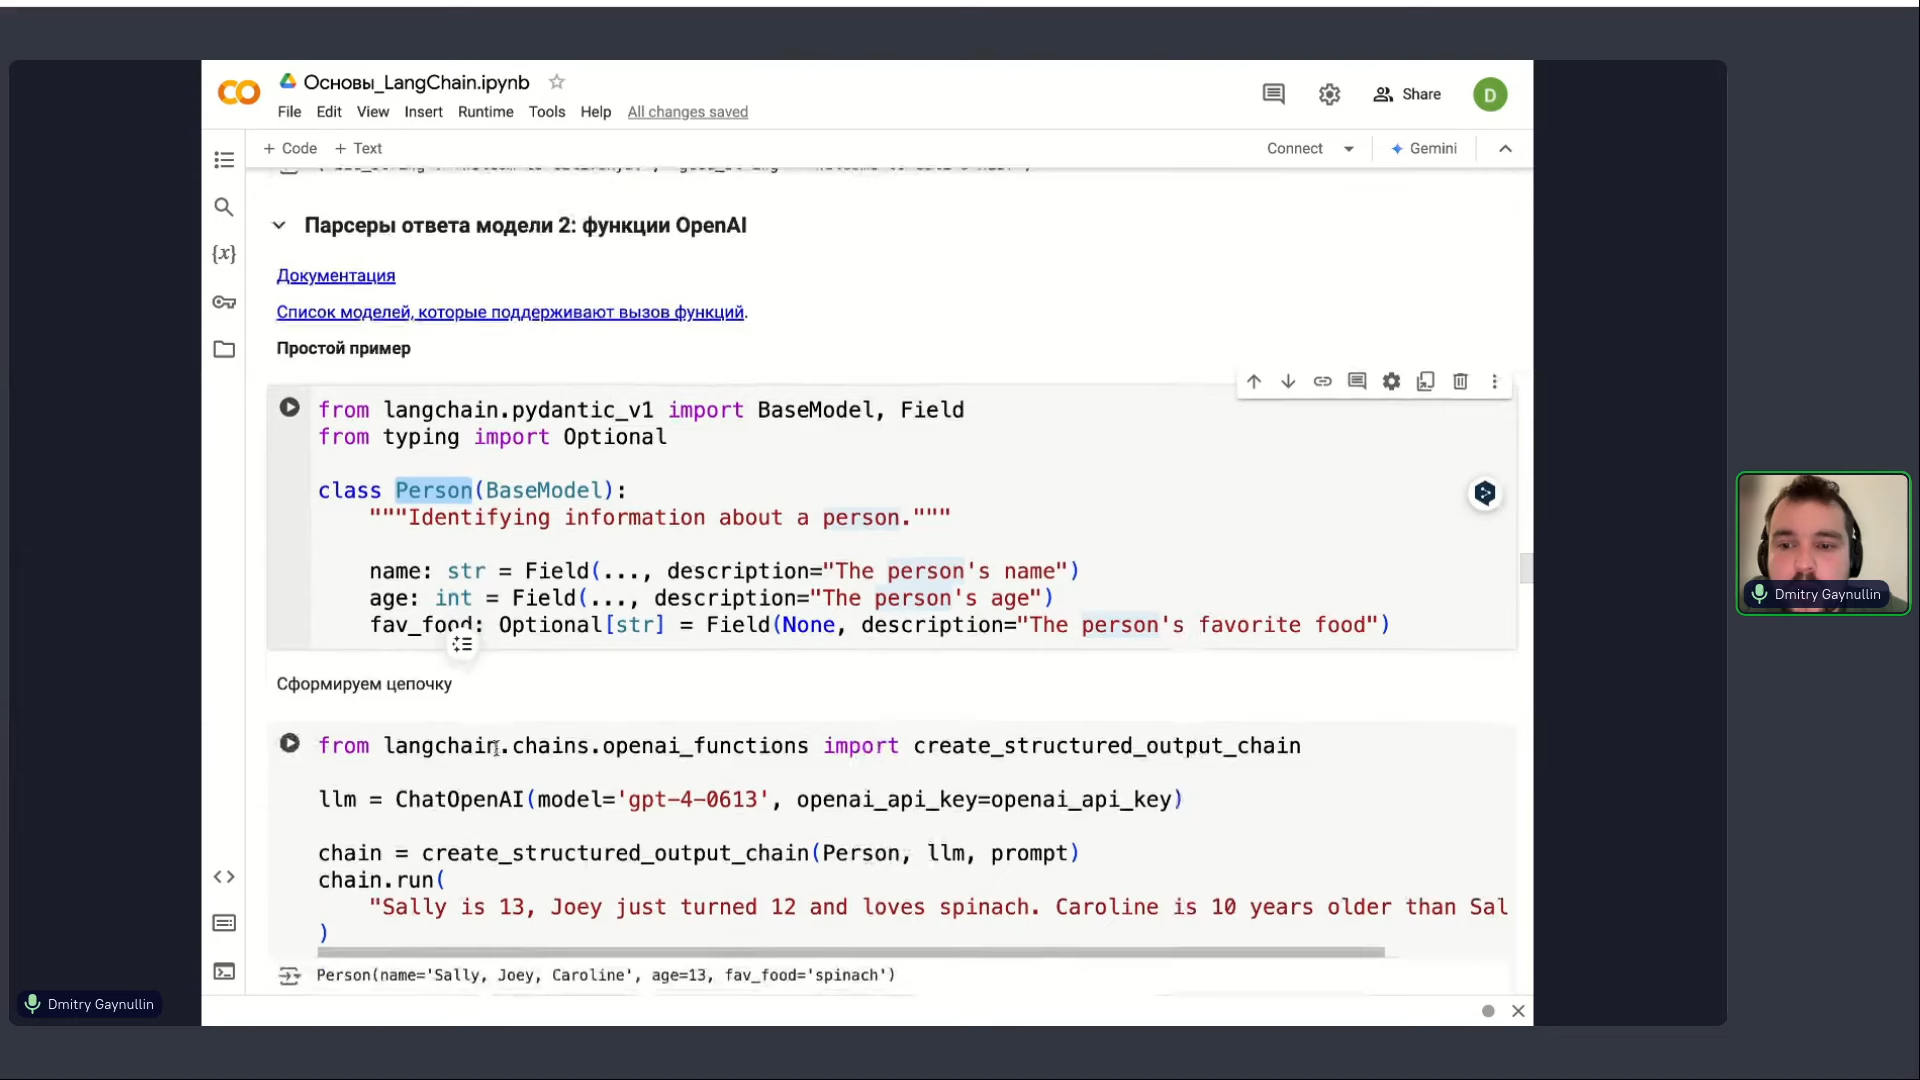 Основы_LangChain.ipynb
File Edit View Insert Runtime Tools Help All changes saved
Share
D
+ Code + Text
Connect
Gemini
Парсеры ответа модели 2: функции OpenAI
Документация
Список моделей, которые поддерживают вызов функций.
Простой пример
from langchain.pydantic_v1 import BaseModel, Field
from typing import Optional
class Person(BaseModel):
"""Identifying information about a person."""
name: str = Field(..., description="The person's name")
age: int = Field(..., description="The person's age")
fav_food: Optional[str] = Field(None, description="The person's favorite food")
Сформируем цепочку
from langchain.chains.openai_functions import create_structured_output_chain
llm = ChatOpenAI(model='gpt-4-0613', openai_api_key=openai_api_key)
chain = create_structured_output_chain(Person, llm, prompt)
chain.run(
"Sally is 13, Joey just turned 12 and loves spinach. Caroline is 10 years older than Sal
)
Person(name='Sally, Joey, Caroline', age=13, fav_food='spinach')
Dmitry Gaynullin
Dmitry Gaynullin